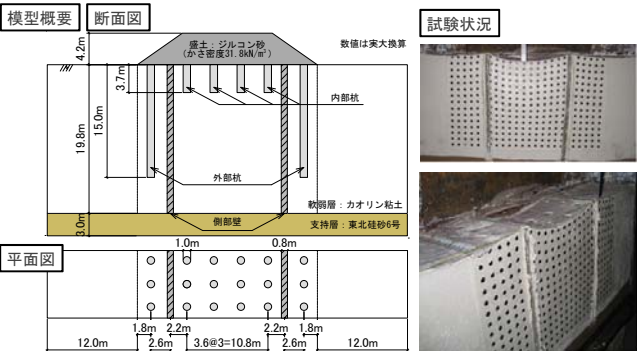 模型概要
断面図
試験状況
盛土：ジルコン砂
(かさ密度31.8kN/㎥)
数値は実大換算
4.2m
3.7m
15.0m
19.8m
3.0m
内部杭
外部杭
軟弱層：カオリン粘土
側部壁
支持層：東北硅砂6号
平面図
1.0m
0.8m
1.8m
2.2m
2.2m
1.8m
12.0m
2.6m
3.6@3=10.8m
2.6m
12.0m